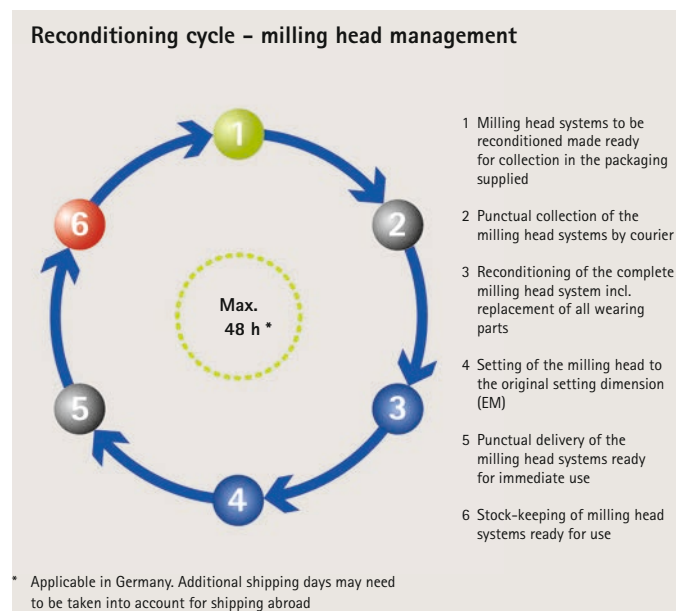 Reconditioning cycle – milling head management
1
2
3
4
5
6
Max.
48 h *
1 Milling head systems to be
reconditioned made ready
for collection in the packaging
supplied
2 Punctual collection of the
milling head systems by courier
3 Reconditioning of the complete
milling head system incl.
replacement of all wearing
parts
4 Setting of the milling head to
the original setting dimension
(EM)
5 Punctual delivery of the
milling head systems ready
for immediate use
6 Stock-keeping of milling head
systems ready for use
* Applicable in Germany. Additional shipping days may need
to be taken into account for shipping abroad